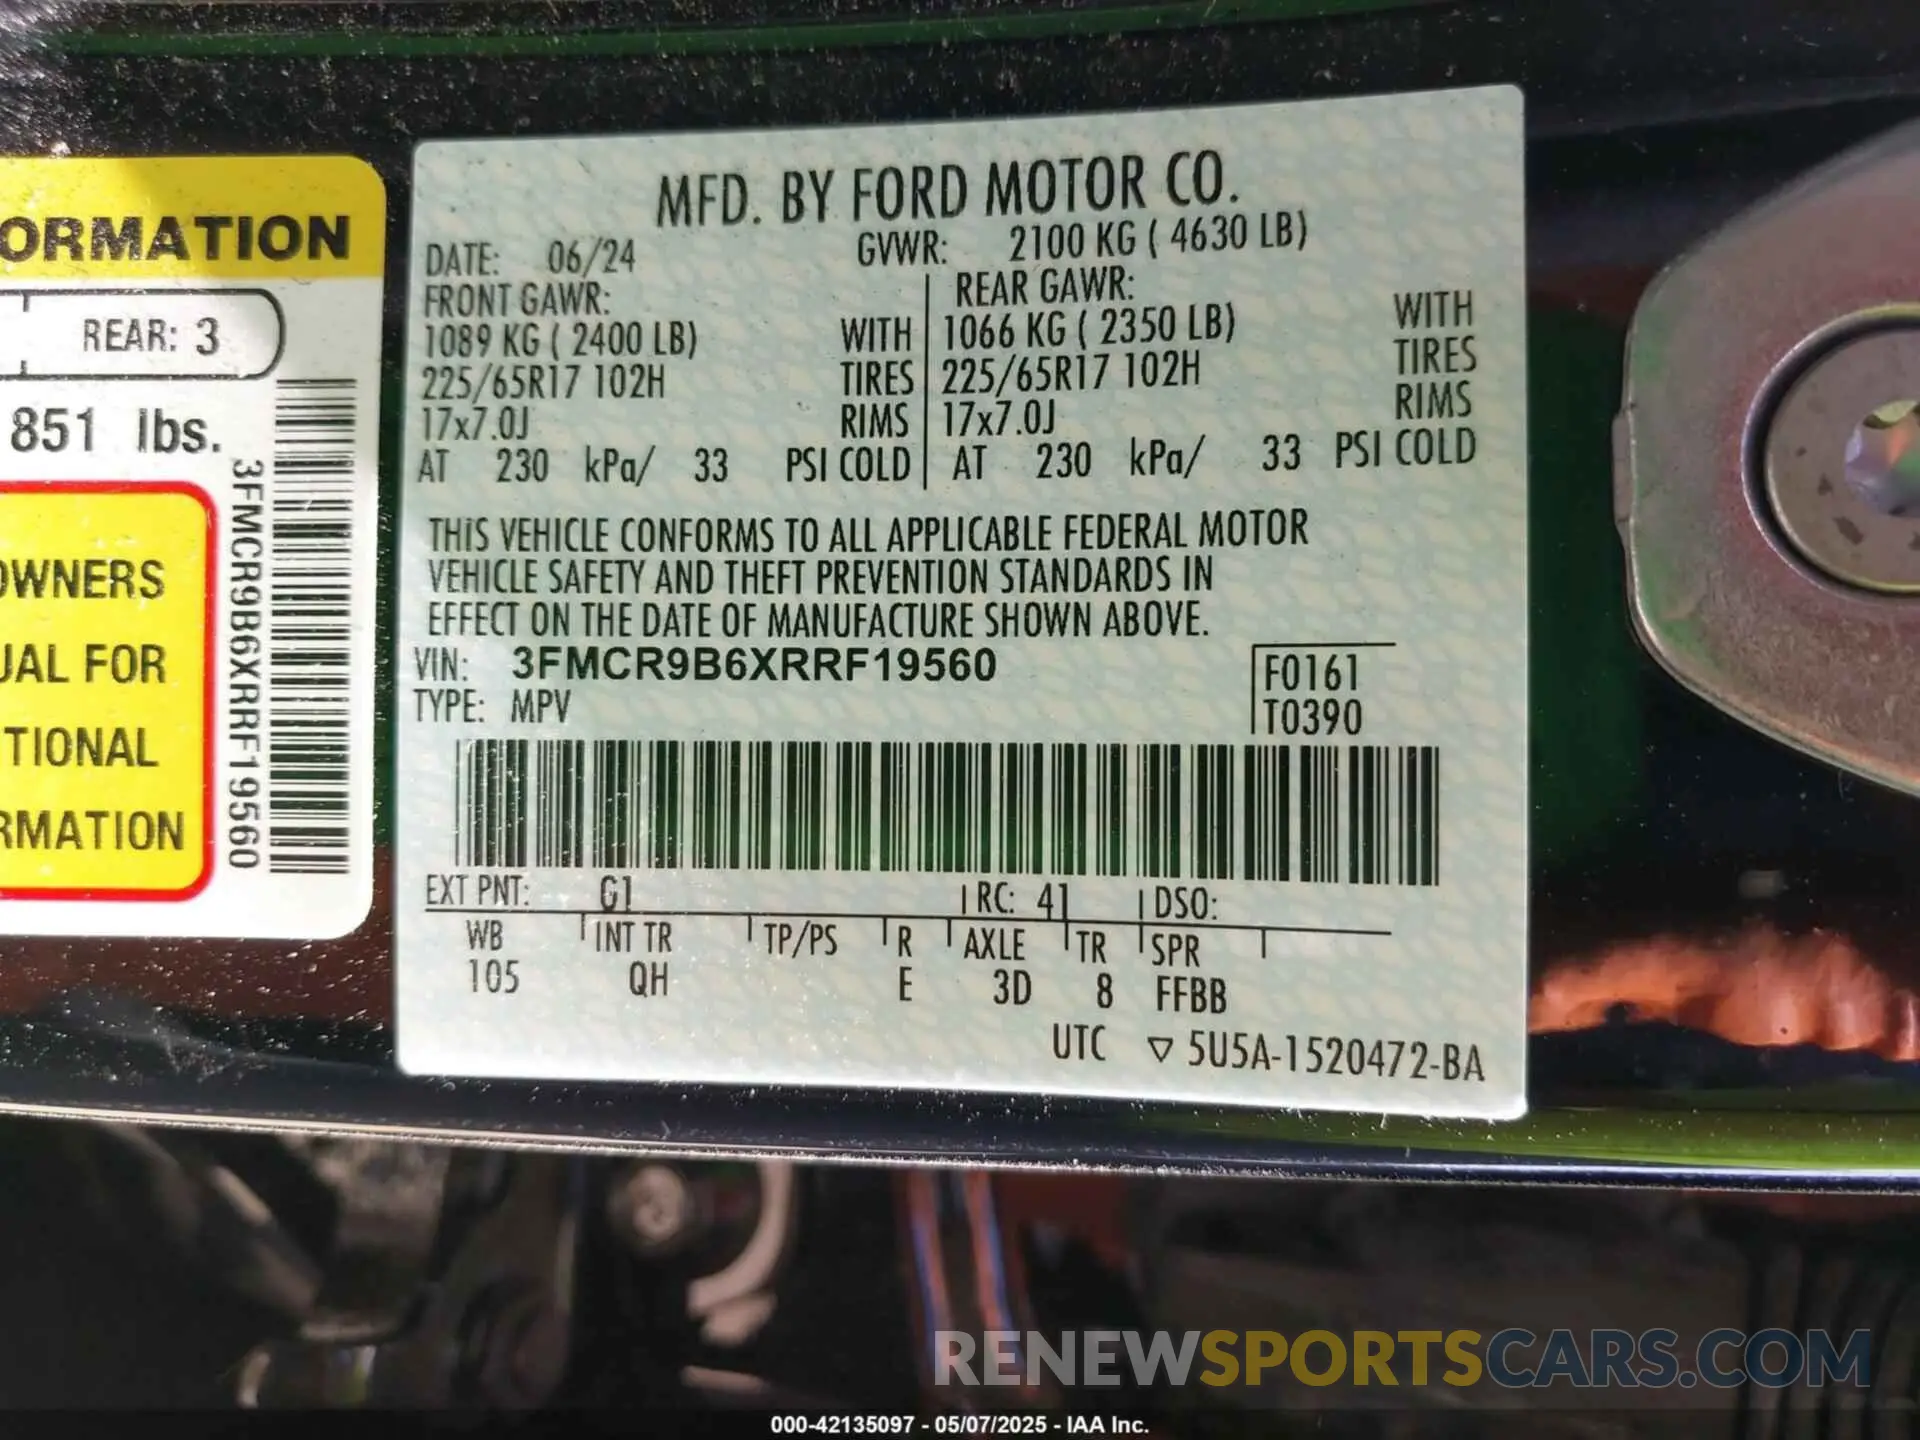 ORMATION
REAR: 3
851 lbs.
OWNERS
UAL FOR
TIONAL
RMATION
3FMCR9B6XRRF19560
MFD. BY FORD MOTOR CO.
DATE: 06/24 GVWR: 2100 KG ( 4630 LB)
FRONT GAWR: REAR GAWR:
1089 KG ( 2400 LB) WITH 1066 KG ( 2350 LB) WITH
225/65R17 102H TIRES 225/65R17 102H TIRES
17x7.0J RIMS 17x7.0J RIMS
AT 230 kPa/ 33 PSI COLD AT 230 kPa/ 33 PSI COLD
THIS VEHICLE CONFORMS TO ALL APPLICABLE FEDERAL MOTOR
VEHICLE SAFETY AND THEFT PREVENTION STANDARDS IN
EFFECT ON THE DATE OF MANUFACTURE SHOWN ABOVE.
VIN: 3FMCR9B6XRRF19560 F0161
TYPE: MPV T0390
EXT PNT: G1 RC: 41 DSO:
WB INT TR TP/PS R AXLE TR SPR
105 QH E 3D 8 FFBB
UTC ▽ 5U5A-1520472-BA
RENEWSPORTSCARS.COM
000-42135097 - 05/07/2025 - IAA Inc.